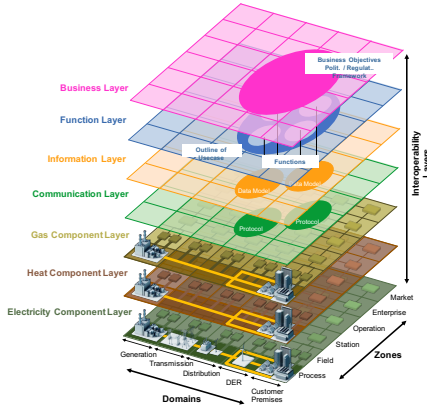 Business Objectives
Polit. / Regulat..
Framework
Business Layer
Function Layer
Outline of
Usecase
Functions
Information Layer
Data Model
Data Model
Communication Layer
Protocol
Protocol
Gas Component Layer
Heat Component Layer
Electricity Component Layer
Interoperability
Layers
Market
Enterprise
Operation
Station
Field
Process
Zones
Generation
Transmission
Distribution
DER
Customer
Premises
Domains